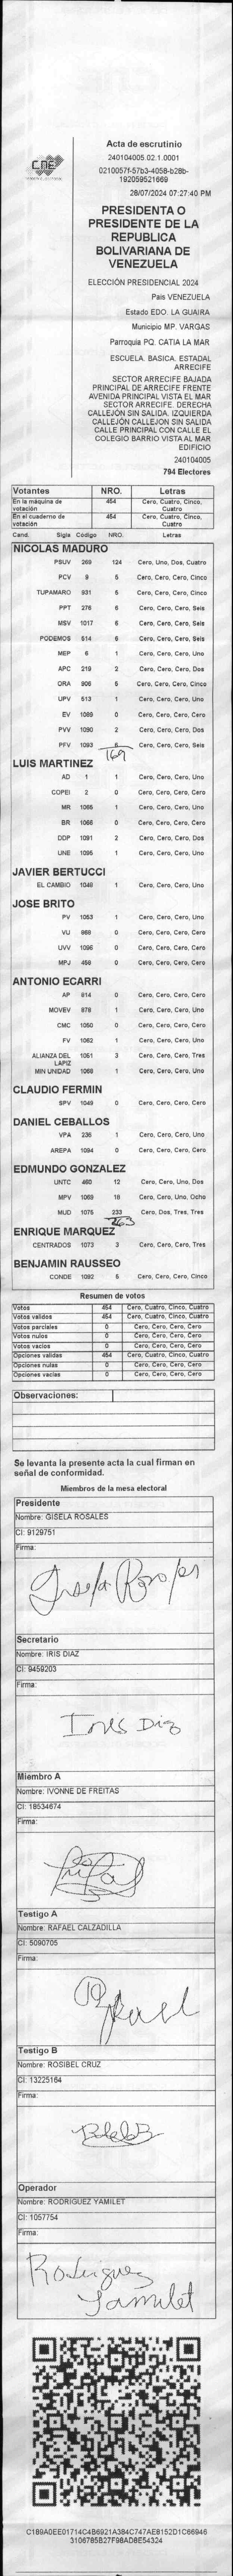 CNE
Acta de escrutinio
240104005.02.1.0001
0210057f-57b3-4058-b28b-
192059521669
28/07/2024 07:27:40 PM
PRESIDENTA O
PRESIDENTE DE LA
REPUBLICA
BOLIVARIANA DE
VENEZUELA
ELECCIÓN PRESIDENCIAL 2024
Pais VENEZUELA
Estado EDO. LA GUAIRA
Municipio MP. VARGAS
Parroquia PQ. CATIA LA MAR
ESCUELA. BASICA. ESTADAL
ARRECIFE
SECTOR ARRECIFE BAJADA
PRINCIPAL DE ARRECIFE FRENTE
AVENIDA PRINCIPAL VISTA EL MAR
SECTOR ARRECIFE. DERECHA
CALLEJÓN SIN SALIDA. IZQUIERDA
CALLEJÓN CALLEJON SIN SALIDA
CALLE PRINCIPAL CON CALLE EL
COLEGIO BARRIO VISTA AL MAR
EDIFICIO
240104005
794 Electores
Votantes NRO. Letras
En la máquina de votación 454 Cero, Cuatro, Cinco, Cuatro
En el cuaderno de votación 454 Cero, Cuatro, Cinco, Cuatro
Cand. Sigla Código NRO. Letras
NICOLAS MADURO
PSUV 269 124 Cero, Uno, Dos, Cuatro
PCV 9 5 Cero, Cero, Cero, Cinco
TUPAMARO 931 5 Cero, Cero, Cero, Cinco
PPT 276 6 Cero, Cero, Cero, Seis
MSV 1017 6 Cero, Cero, Cero, Seis
PODEMOS 514 6 Cero, Cero, Cero, Seis
MEP 6 1 Cero, Cero, Cero, Uno
APC 219 2 Cero, Cero, Cero, Dos
ORA 906 5 Cero, Cero, Cero, Cinco
UPV 513 1 Cero, Cero, Cero, Uno
EV 1089 0 Cero, Cero, Cero, Cero
PVV 1090 2 Cero, Cero, Cero, Dos
PFV 1093 6 Cero, Cero, Cero, Seis
169
LUIS MARTINEZ
AD 1 1 Cero, Cero, Cero, Uno
COPEI 2 0 Cero, Cero, Cero, Cero
MR 1065 1 Cero, Cero, Cero, Uno
BR 1066 0 Cero, Cero, Cero, Cero
DDP 1091 2 Cero, Cero, Cero, Dos
UNE 1095 1 Cero, Cero, Cero, Uno
JAVIER BERTUCCI
EL CAMBIO 1048 1 Cero, Cero, Cero, Uno
JOSE BRITO
PV 1053 1 Cero, Cero, Cero, Uno
VU 868 0 Cero, Cero, Cero, Cero
UVV 1096 0 Cero, Cero, Cero, Cero
MPJ 458 0 Cero, Cero, Cero, Cero
ANTONIO ECARRI
AP 814 0 Cero, Cero, Cero, Cero
MOVEV 878 1 Cero, Cero, Cero, Uno
CMC 1050 0 Cero, Cero, Cero, Cero
FV 1062 1 Cero, Cero, Cero, Uno
ALIANZA DEL LAPIZ 1051 3 Cero, Cero, Cero, Tres
MIN UNIDAD 1068 1 Cero, Cero, Cero, Uno
CLAUDIO FERMIN
SPV 1049 0 Cero, Cero, Cero, Cero
DANIEL CEBALLOS
VPA 236 1 Cero, Cero, Cero, Uno
AREPA 1094 0 Cero, Cero, Cero, Cero
EDMUNDO GONZALEZ
UNTC 460 12 Cero, Cero, Uno, Dos
MPV 1069 18 Cero, Cero, Uno, Ocho
MUD 1075 233 Cero, Dos, Tres, Tres
263
ENRIQUE MARQUEZ
CENTRADOS 1073 3 Cero, Cero, Cero, Tres
BENJAMIN RAUSSEO
CONDE 1092 5 Cero, Cero, Cero, Cinco
Resumen de votos
Votos 454 Cero, Cuatro, Cinco, Cuatro
Votos validos 454 Cero, Cuatro, Cinco, Cuatro
Votos parciales 0 Cero, Cero, Cero, Cero
Votos nulos 0 Cero, Cero, Cero, Cero
Votos vacios 0 Cero, Cero, Cero, Cero
Opciones validas 454 Cero, Cuatro, Cinco, Cuatro
Opciones nulas 0 Cero, Cero, Cero, Cero
Opciones vacias 0 Cero, Cero, Cero, Cero
Observaciones:
Se levanta la presente acta la cual firman en
señal de conformidad.
Miembros de la mesa electoral
Presidente
Nombre: GISELA ROSALES
CI: 9129751
Firma:
Secretario
Nombre: IRIS DIAZ
CI: 9459203
Firma:
Miembro A
Nombre: IVONNE DE FREITAS
CI: 18534674
Firma:
Testigo A
Nombre: RAFAEL CALZADILLA
CI: 5090705
Firma:
Testigo B
Nombre: ROSIBEL CRUZ
CI: 13225164
Firma:
Operador
Nombre: RODRIGUEZ YAMILET
CI: 1057754
Firma:
Rodriguez
Yamilet
C189A0EE01714C4B6921A384C747AE8152D1C66946
3106785B27F98AD8E54324